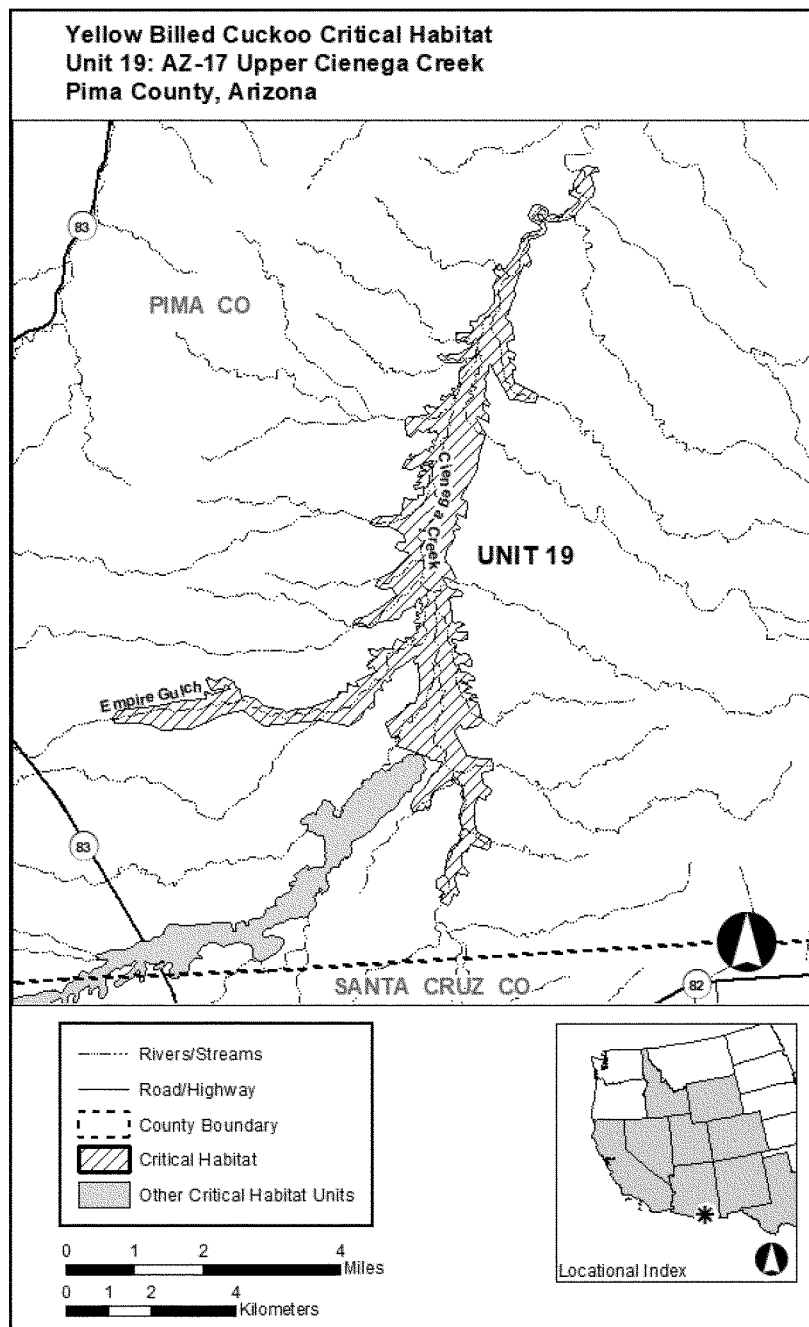 Yellow Billed Cuckoo Critical Habitat
Unit 19: AZ-17 Upper Cienega Creek
Pima County, Arizona
83
PIMA CO
Cienega Creek
UNIT 19
Empire Gulch
83
SANTA CRUZ CO
82
Rivers/Streams
Road/Highway
County Boundary
Critical Habitat
Other Critical Habitat Units
0 1 2 4
Miles
0 1 2 4
Kilometers
Locational Index